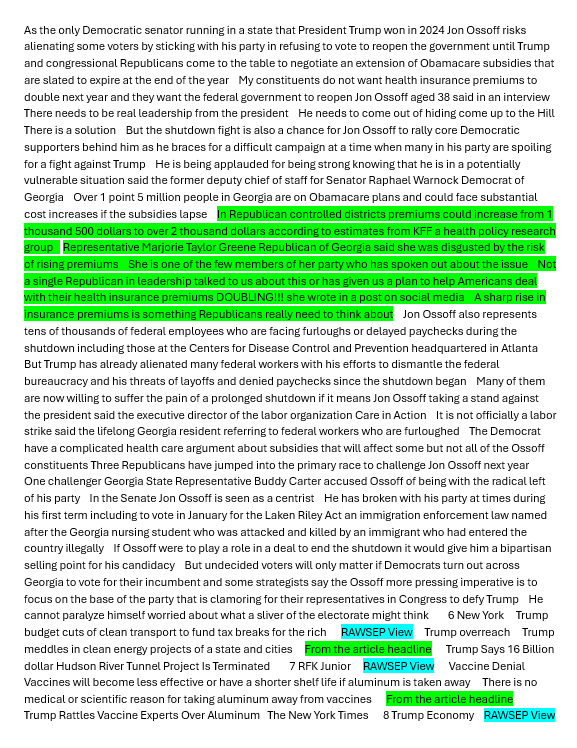 As the only Democratic senator running in a state that President Trump won in 2024 Jon Ossoff risks
alienating some voters by sticking with his party in refusing to vote to reopen the government until Trump
and congressional Republicans come to the table to negotiate an extension of Obamacare subsidies that
are slated to expire at the end of the year    My constituents do not want health insurance premiums to
double next year and they want the federal government to reopen Jon Ossoff aged 38 said in an interview
There needs to be real leadership from the president    He needs to come out of hiding come up to the Hill
There is a solution    But the shutdown fight is also a chance for Jon Ossoff to rally core Democratic
supporters behind him as he braces for a difficult campaign at a time when many in his party are spoiling
for a fight against Trump    He is being applauded for being strong knowing that he is in a potentially
vulnerable situation said the former deputy chief of staff for Senator Raphael Warnock Democrat of
Georgia    Over 1 point 5 million people in Georgia are on Obamacare plans and could face substantial
cost increases if the subsidies lapse    In Republican controlled districts premiums could increase from 1
thousand 500 dollars to over 2 thousand dollars according to estimates from KFF a health policy research
group    Representative Marjorie Taylor Greene Republican of Georgia said she was disgusted by the risk
of rising premiums    She is one of the few members of her party who has spoken out about the issue    Not
a single Republican in leadership talked to us about this or has given us a plan to help Americans deal
with their health insurance premiums DOUBLING!!! she wrote in a post on social media    A sharp rise in
insurance premiums is something Republicans really need to think about    Jon Ossoff also represents
tens of thousands of federal employees who are facing furloughs or delayed paychecks during the
shutdown including those at the Centers for Disease Control and Prevention headquartered in Atlanta
But Trump has already alienated many federal workers with his efforts to dismantle the federal
bureaucracy and his threats of layoffs and denied paychecks since the shutdown began    Many of them
are now willing to suffer the pain of a prolonged shutdown if it means Jon Ossoff taking a stand against
the president said the executive director of the labor organization Care in Action    It is not officially a labor
strike said the lifelong Georgia resident referring to federal workers who are furloughed    The Democrat
have a complicated health care argument about subsidies that will affect some but not all of the Ossoff
constituents Three Republicans have jumped into the primary race to challenge Jon Ossoff next year
One challenger Georgia State Representative Buddy Carter accused Ossoff of being with the radical left
of his party    In the Senate Jon Ossoff is seen as a centrist    He has broken with his party at times during
his first term including to vote in January for the Laken Riley Act an immigration enforcement law named
after the Georgia nursing student who was attacked and killed by an immigrant who had entered the
country illegally    If Ossoff were to play a role in a deal to end the shutdown it would give him a bipartisan
selling point for his candidacy    But undecided voters will only matter if Democrats turn out across
Georgia to vote for their incumbent and some strategists say the Ossoff more pressing imperative is to
focus on the base of the party that is clamoring for their representatives in Congress to defy Trump    He
cannot paralyze himself worried about what a sliver of the electorate might think    6 New York    Trump
budget cuts of clean transport to fund tax breaks for the rich    RAWSEP View    Trump overreach    Trump
meddles in clean energy projects of a state and cities    From the article headline    Trump Says 16 Billion
dollar Hudson River Tunnel Project Is Terminated    7 RFK Junior    RAWSEP View    Vaccine Denial
Vaccines will become less effective or have a shorter shelf life if aluminum is taken away    There is no
medical or scientific reason for taking aluminum away from vaccines    From the article headline
Trump Rattles Vaccine Experts Over Aluminum    The New York Times    8 Trump Economy    RAWSEP View